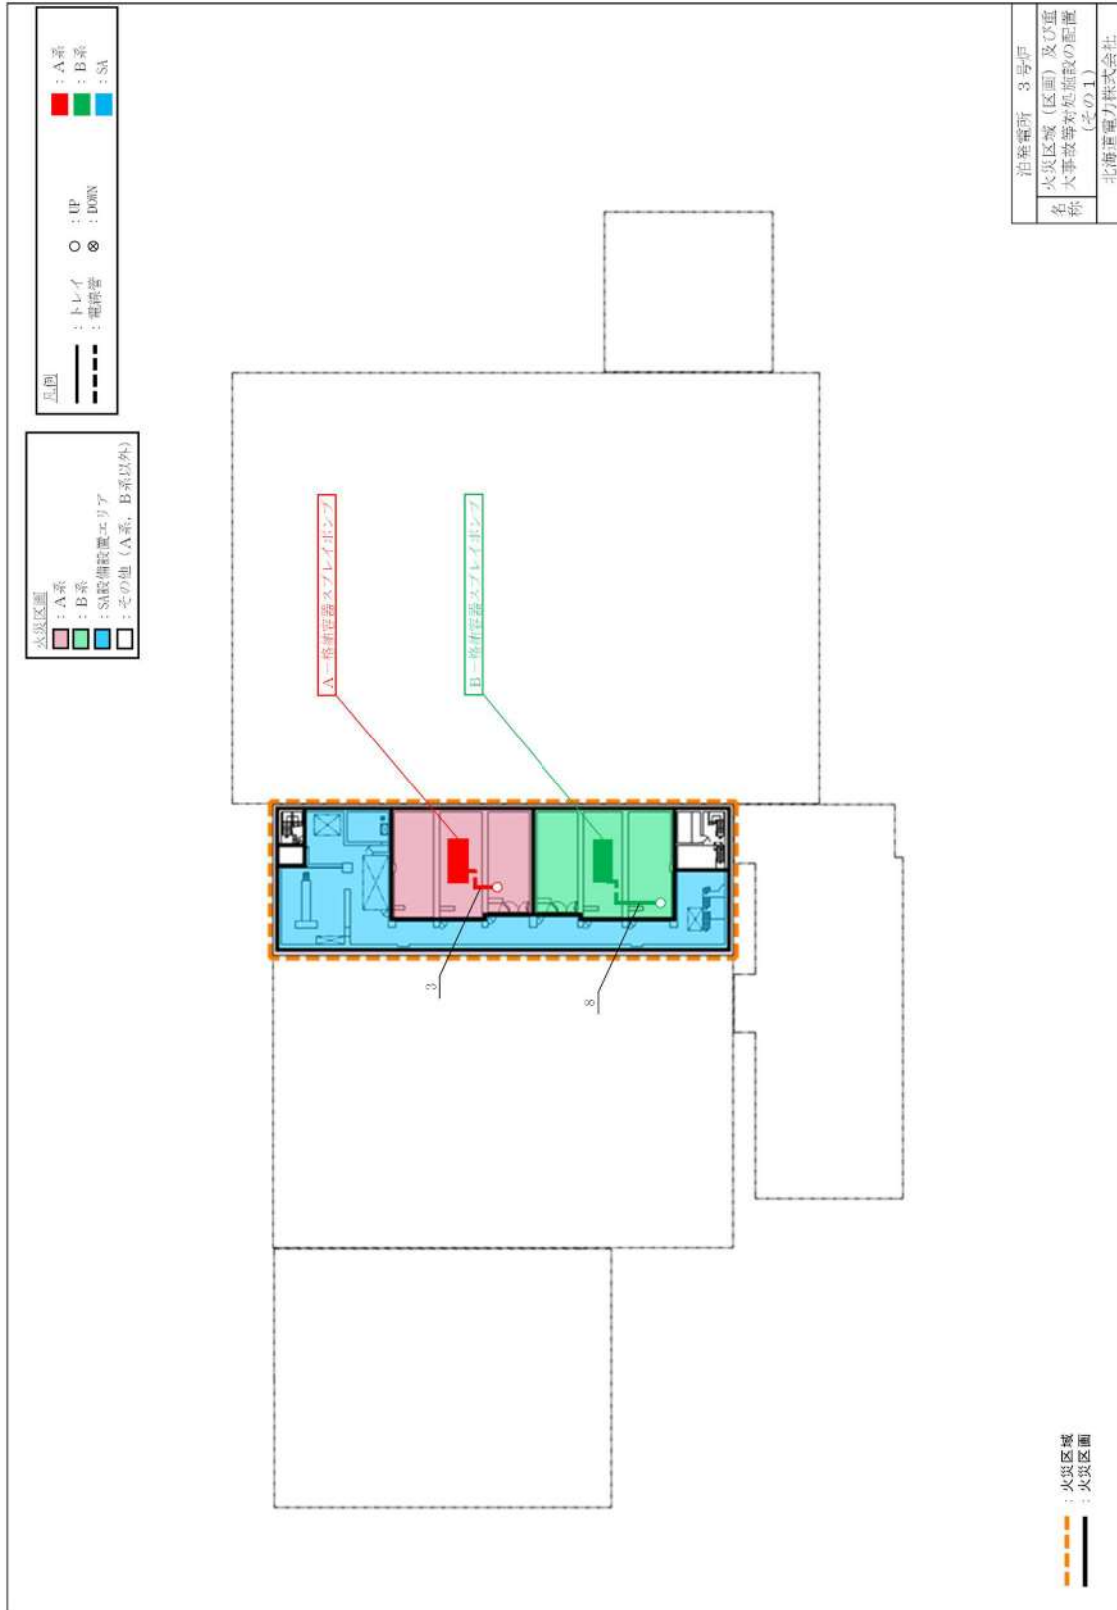 火災区画
：A系
：B系
：SA設備設置エリア
：その他（A系，B系以外）
凡例
：トレイ
：電線管
○：UP
⊗：DOWN
：A系
：B系
：SA
A－格納容器スプレイポンプ
B－格納容器スプレイポンプ
3
8
：火災区域
：火災区画
泊発電所　3号炉
名称
火災区域（区画）及び重
大事故等対処施設の配置
（その1）
北海道電力株式会社